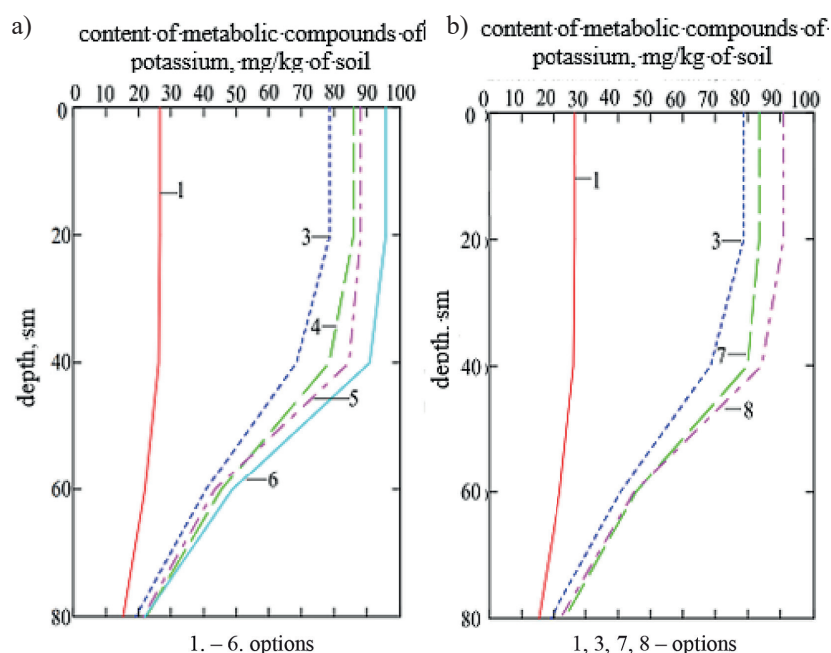 a)
content·of·metabolic·compounds·of
potassium,·mg/kg·of·soil
0 10 20 30 40 50 60 70 80 90 100
0
20
40
60
80
depth,·sm
1
3
4
5
6
1. – 6. options
b)
content·of·metabolic·compounds·of·
potassium,·mg/kg·of·soil
0 10 20 30 40 50 60 70 80 90 100
0
20
40
60
80
depth,·sm
1
3
7
8
1, 3, 7, 8 – options